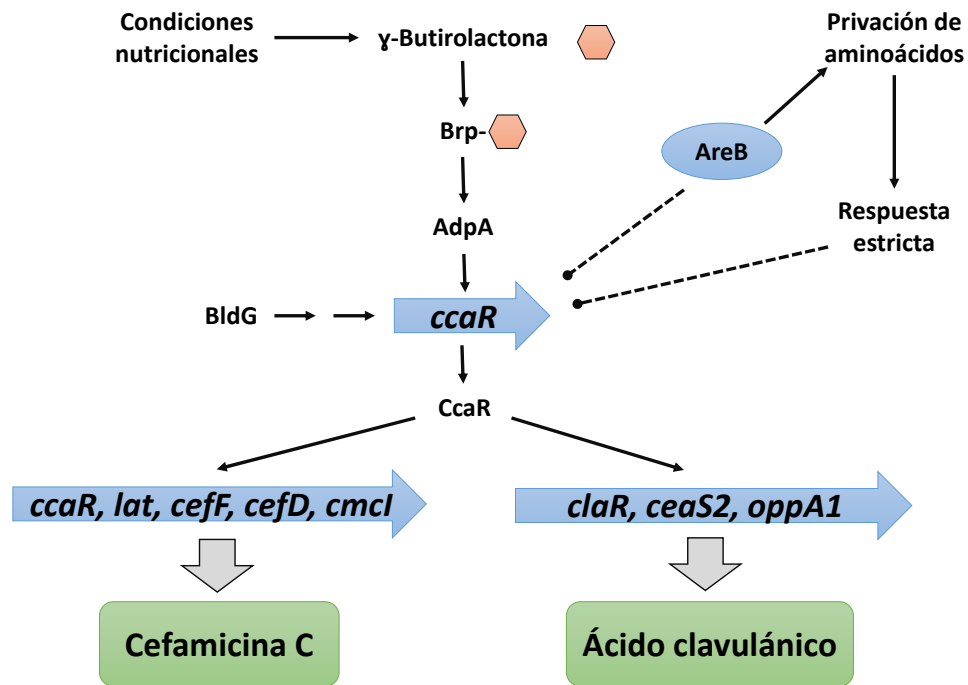 Condiciones
nutricionales
ɣ-Butirolactona
Privación de
aminoácidos
Brp-
AreB
AdpA
Respuesta
estricta
BldG
ccaR
CcaR
ccaR, lat, cefF, cefD, cmcI
claR, ceaS2, oppA1
Cefamicina C
Ácido clavulánico